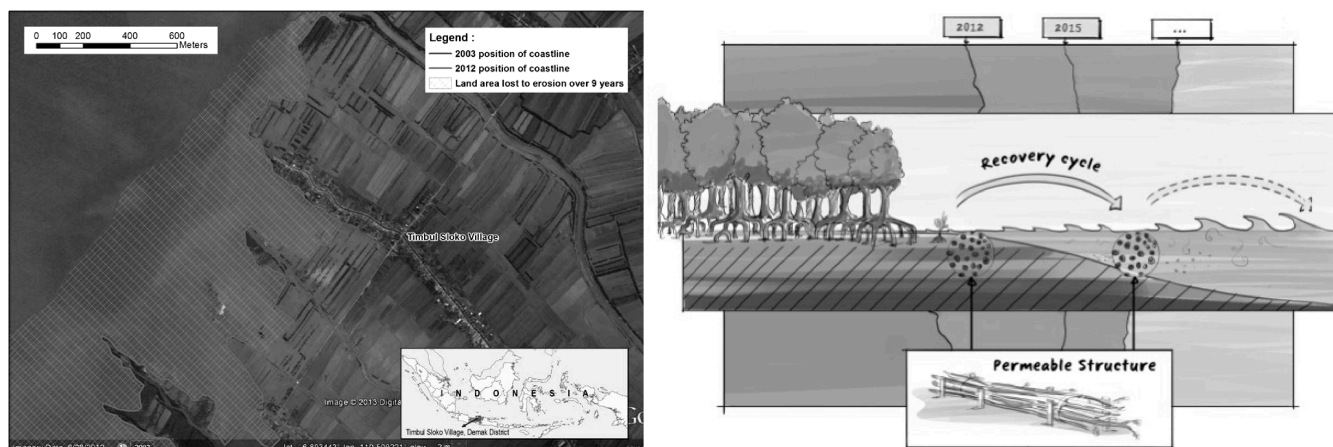 0 100 200 400 600
Meters
Legend :
2003 position of coastline
2012 position of coastline
Land area lost to erosion over 9 years
Timbul Sloko Village
Image © 2013 Digita
I N D O N E S I A
Timbul Sloko Village, Demak District
2012
2015
...
Recovery cycle
Permeable Structure